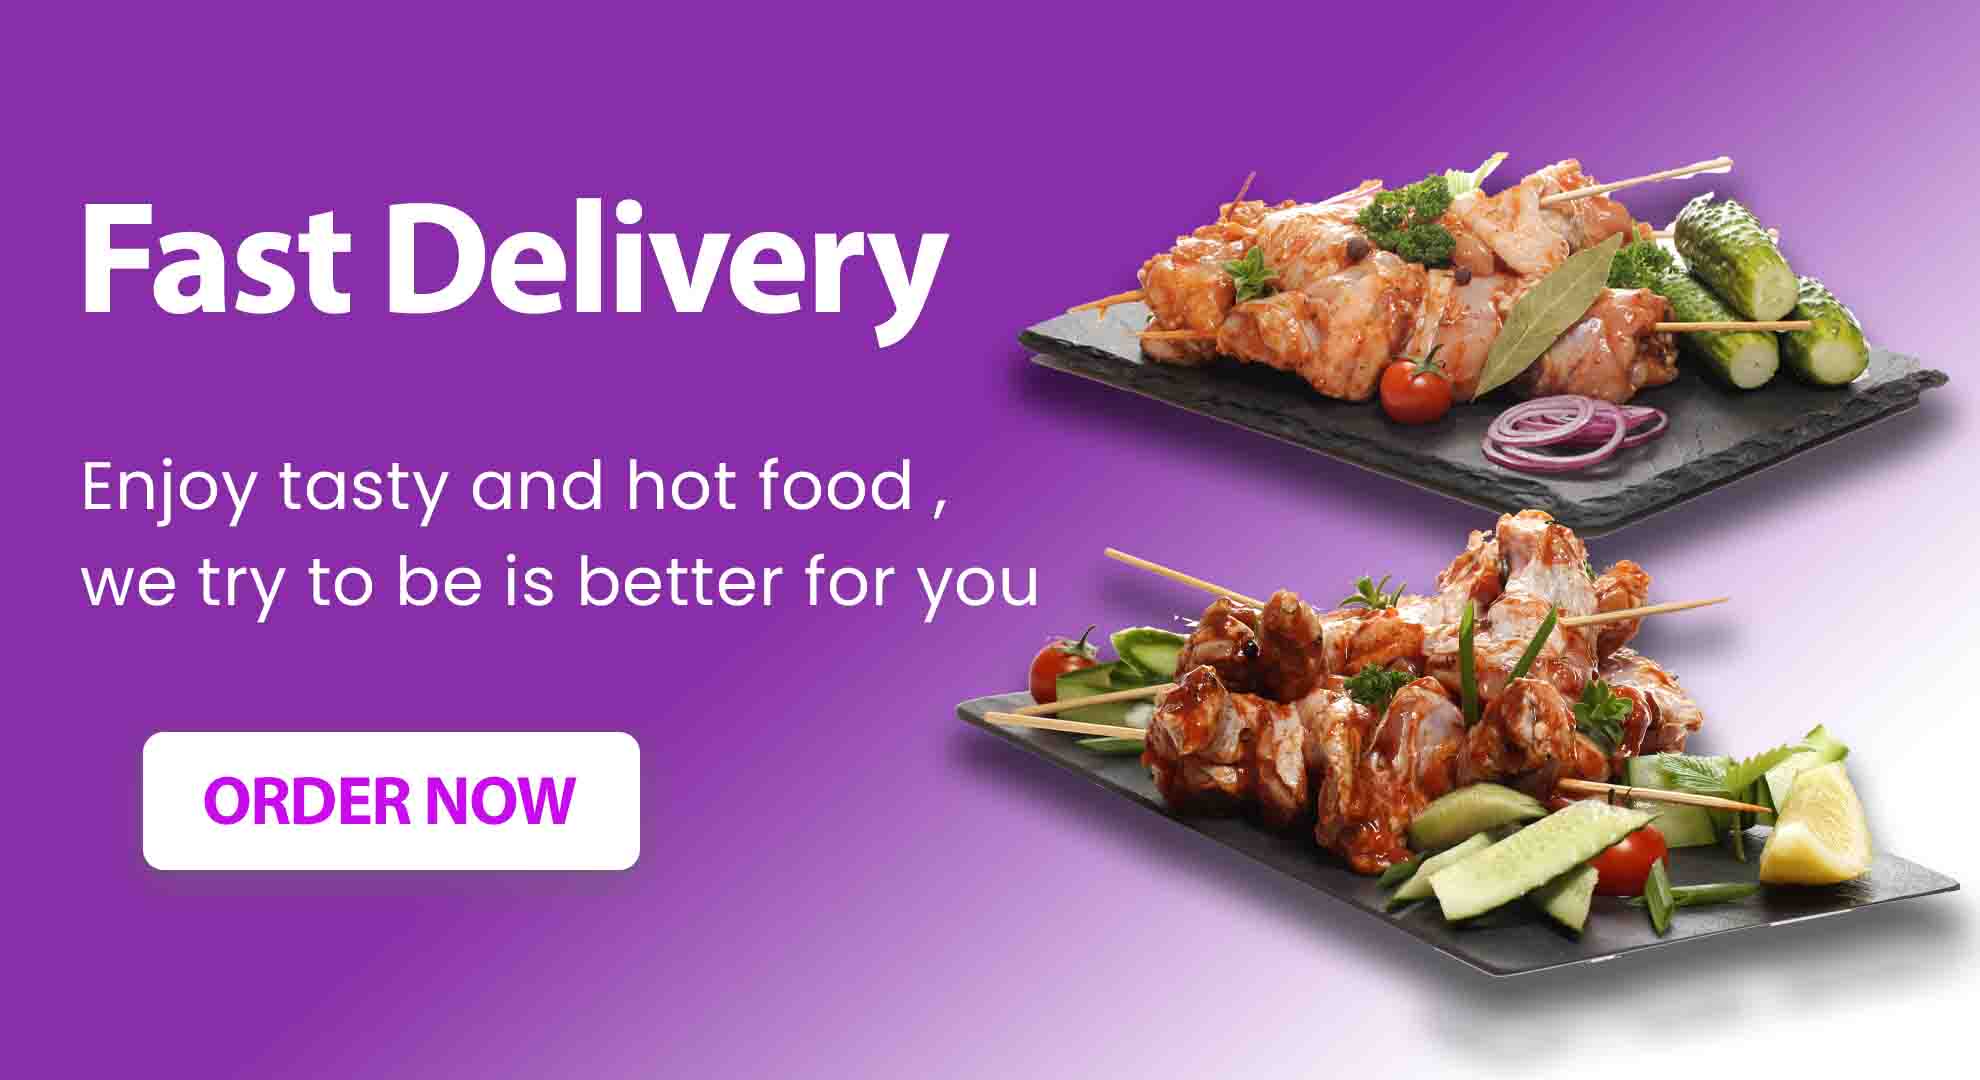 Fast Delivery
Enjoy tasty and hot food ,
we try to be is better for you
ORDER NOW